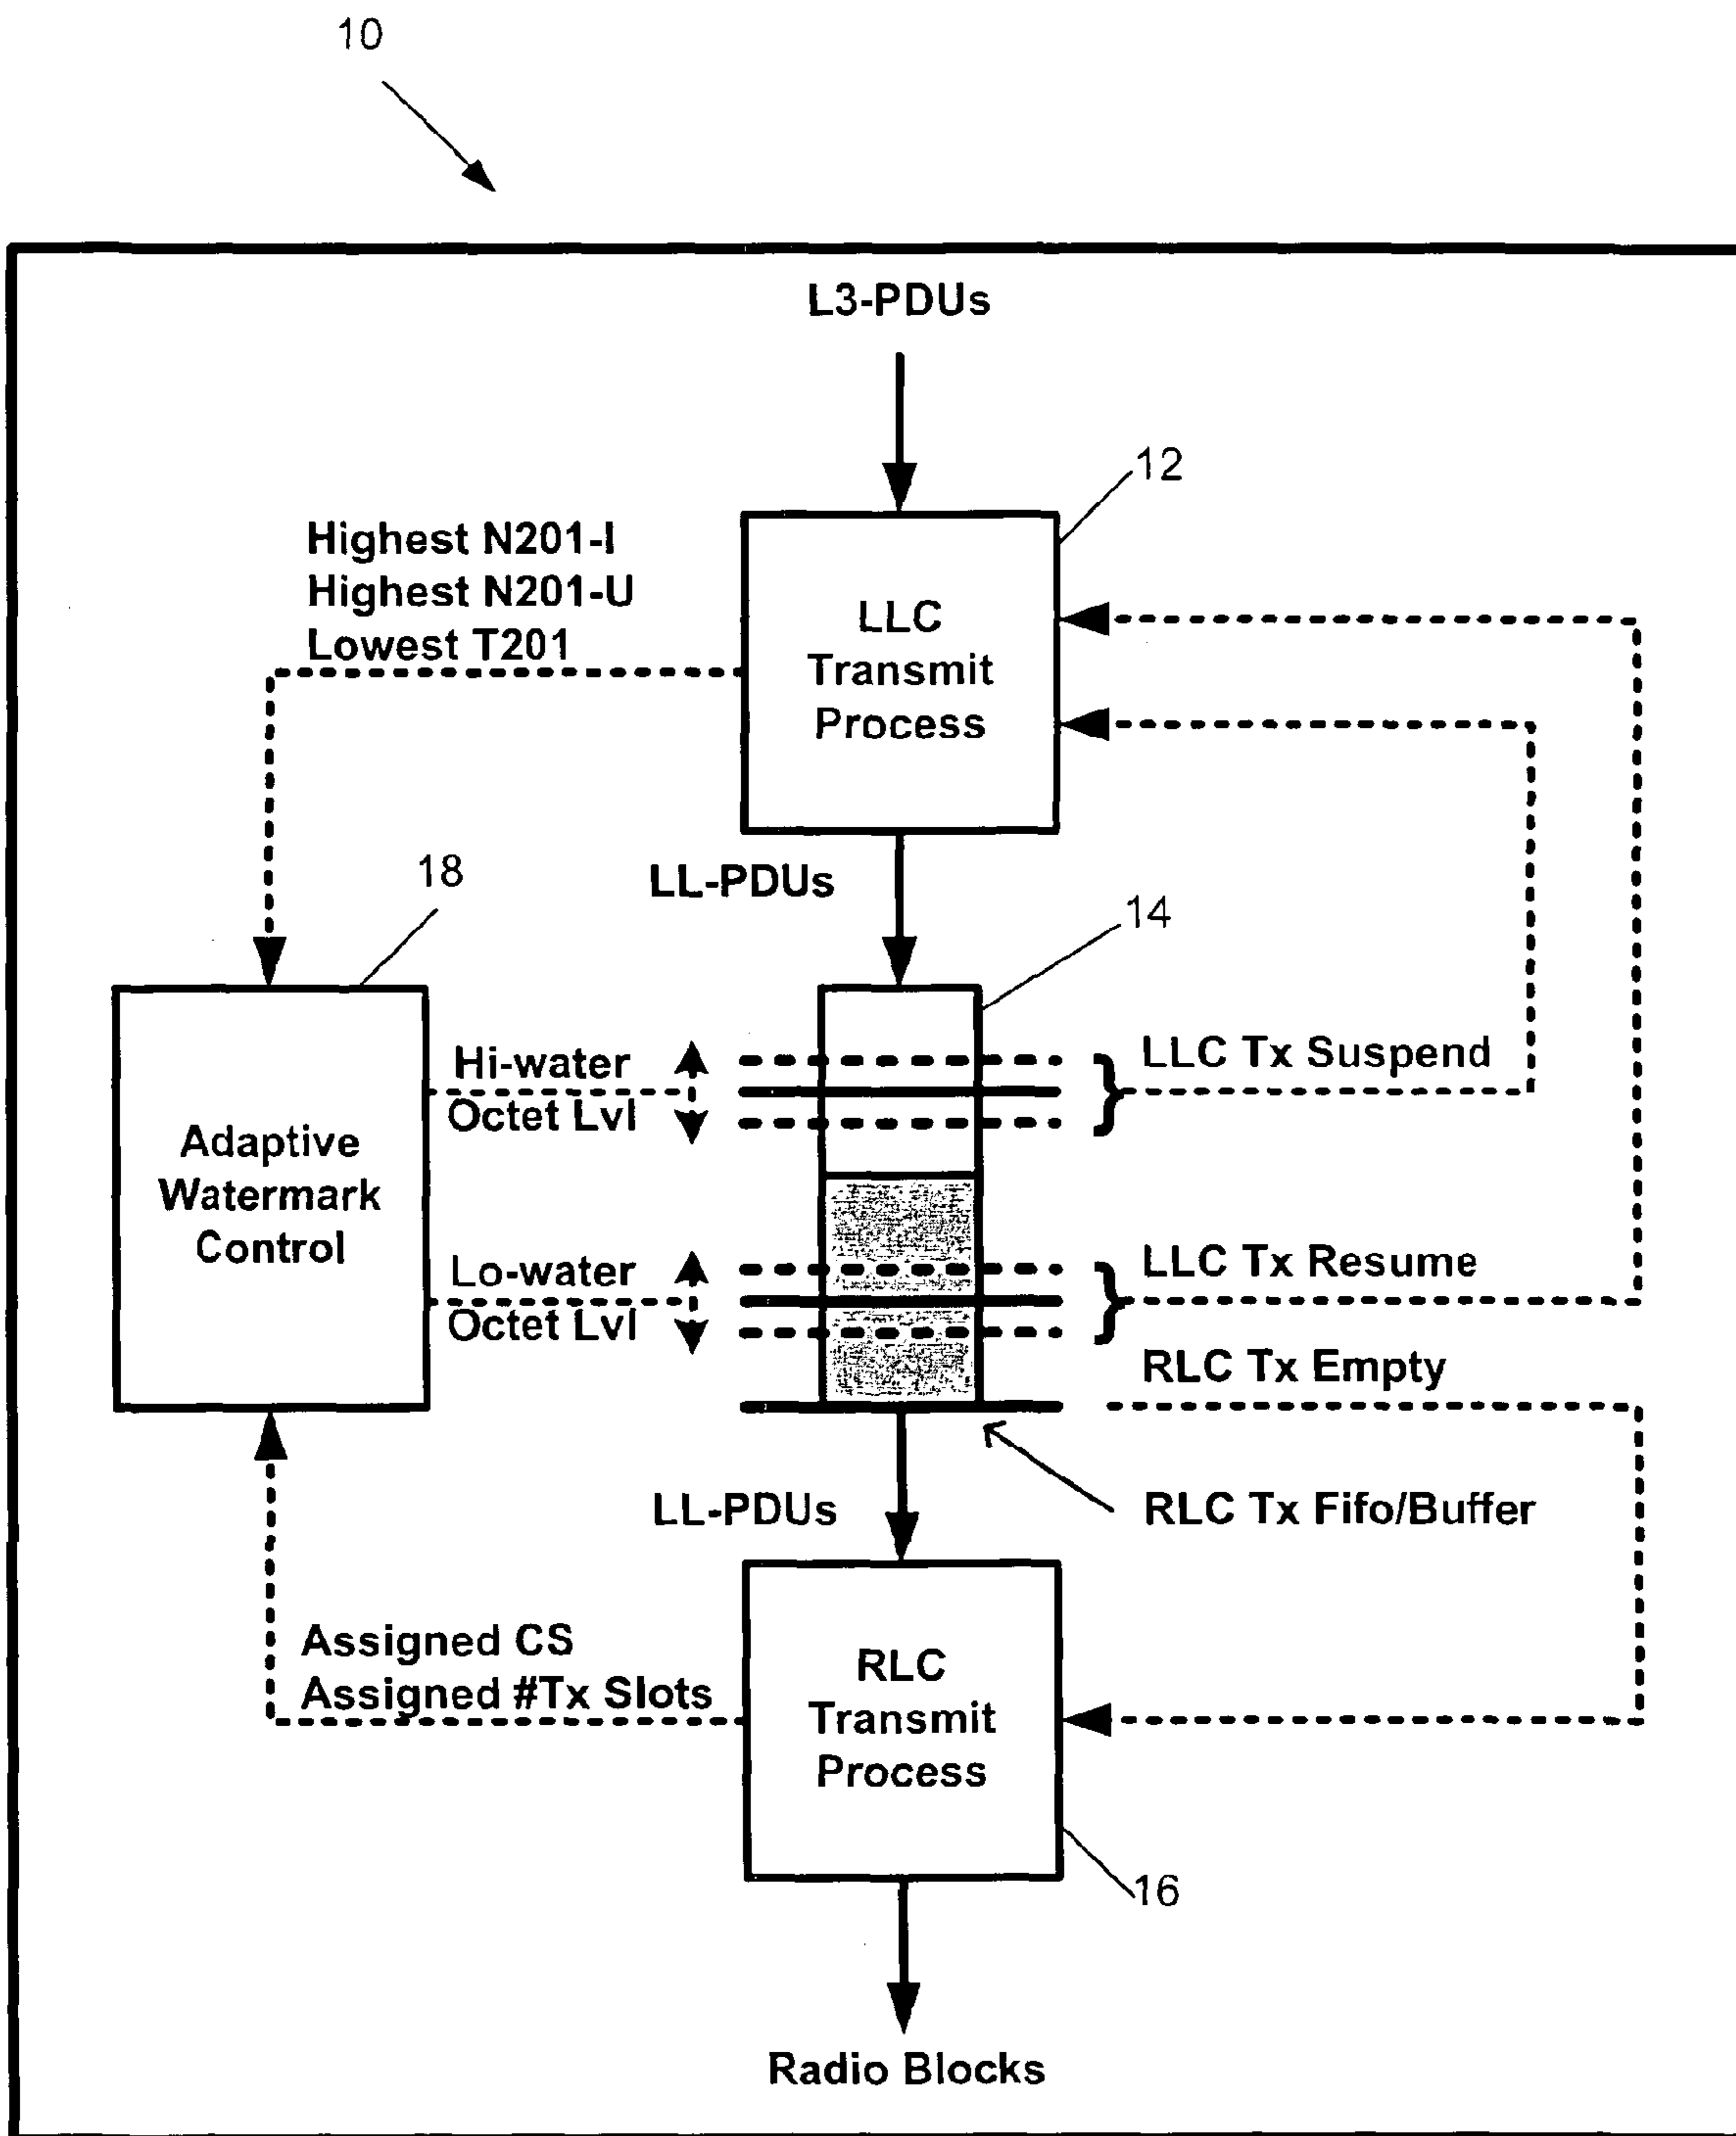 10
L3-PDUs
12
Highest N201-I
Highest N201-U
Lowest T201
LLC
Transmit
Process
18
LL-PDUs
14
Hi-water
Octet Lvl
LLC Tx Suspend
Adaptive
Watermark
Control
Lo-water
Octet Lvl
LLC Tx Resume
RLC Tx Empty
LL-PDUs
RLC Tx Fifo/Buffer
Assigned CS
Assigned #Tx Slots
RLC
Transmit
Process
16
Radio Blocks